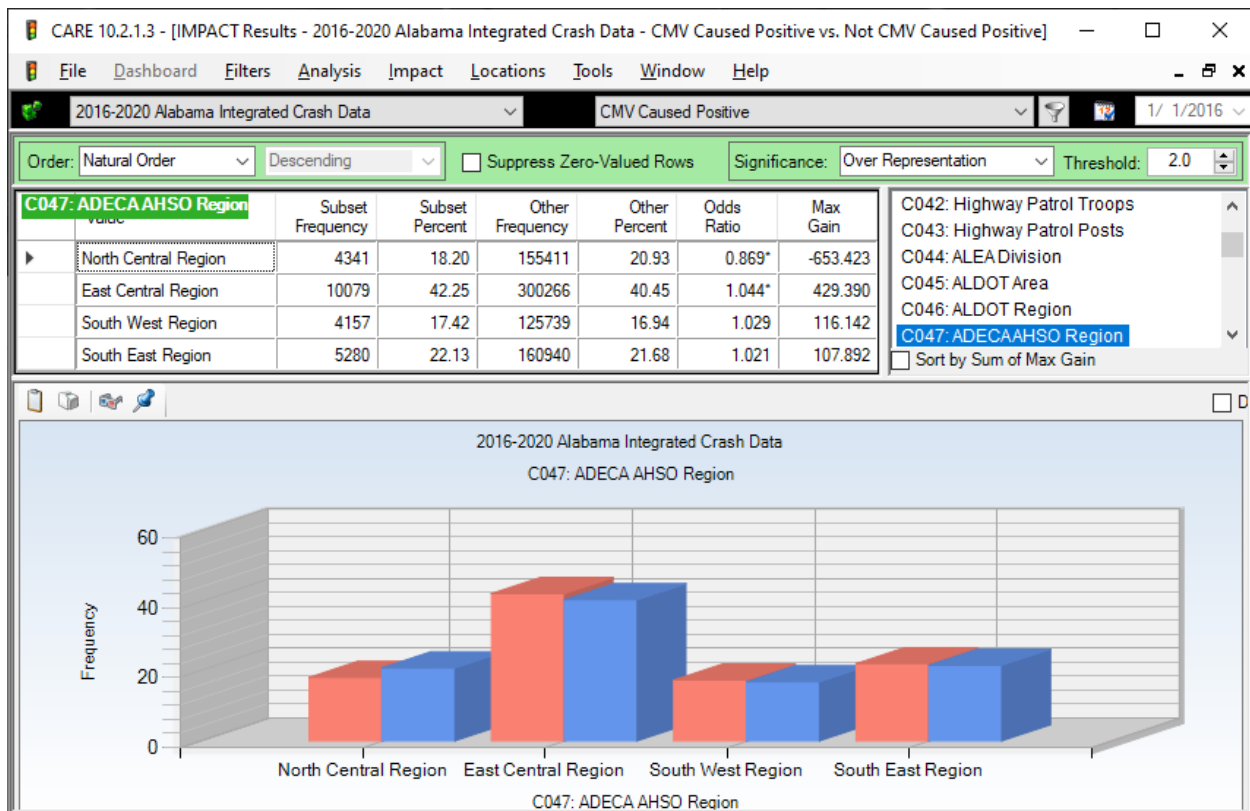 CARE 10.2.1.3 - [IMPACT Results - 2016-2020 Alabama Integrated Crash Data - CMV Caused Positive vs. Not CMV Caused Positive]
File Dashboard Filters Analysis Impact Locations Tools Window Help
2016-2020 Alabama Integrated Crash Data CMV Caused Positive 1/ 1/2016
Order: Natural Order Descending Suppress Zero-Valued Rows Significance: Over Representation Threshold: 2.0
C047: ADECA AHSO Region Subset Frequency Subset Percent Other Frequency Other Percent Odds Ratio Max Gain
North Central Region 4341 18.20 155411 20.93 0.869* -653.423
East Central Region 10079 42.25 300266 40.45 1.044* 429.390
South West Region 4157 17.42 125739 16.94 1.029 116.142
South East Region 5280 22.13 160940 21.68 1.021 107.892
C042: Highway Patrol Troops
C043: Highway Patrol Posts
C044: ALEA Division
C045: ALDOT Area
C046: ALDOT Region
C047: ADECA AHSO Region
Sort by Sum of Max Gain
D
2016-2020 Alabama Integrated Crash Data
C047: ADECA AHSO Region
60
40
20
0
Frequency
North Central Region East Central Region South West Region South East Region
C047: ADECA AHSO Region